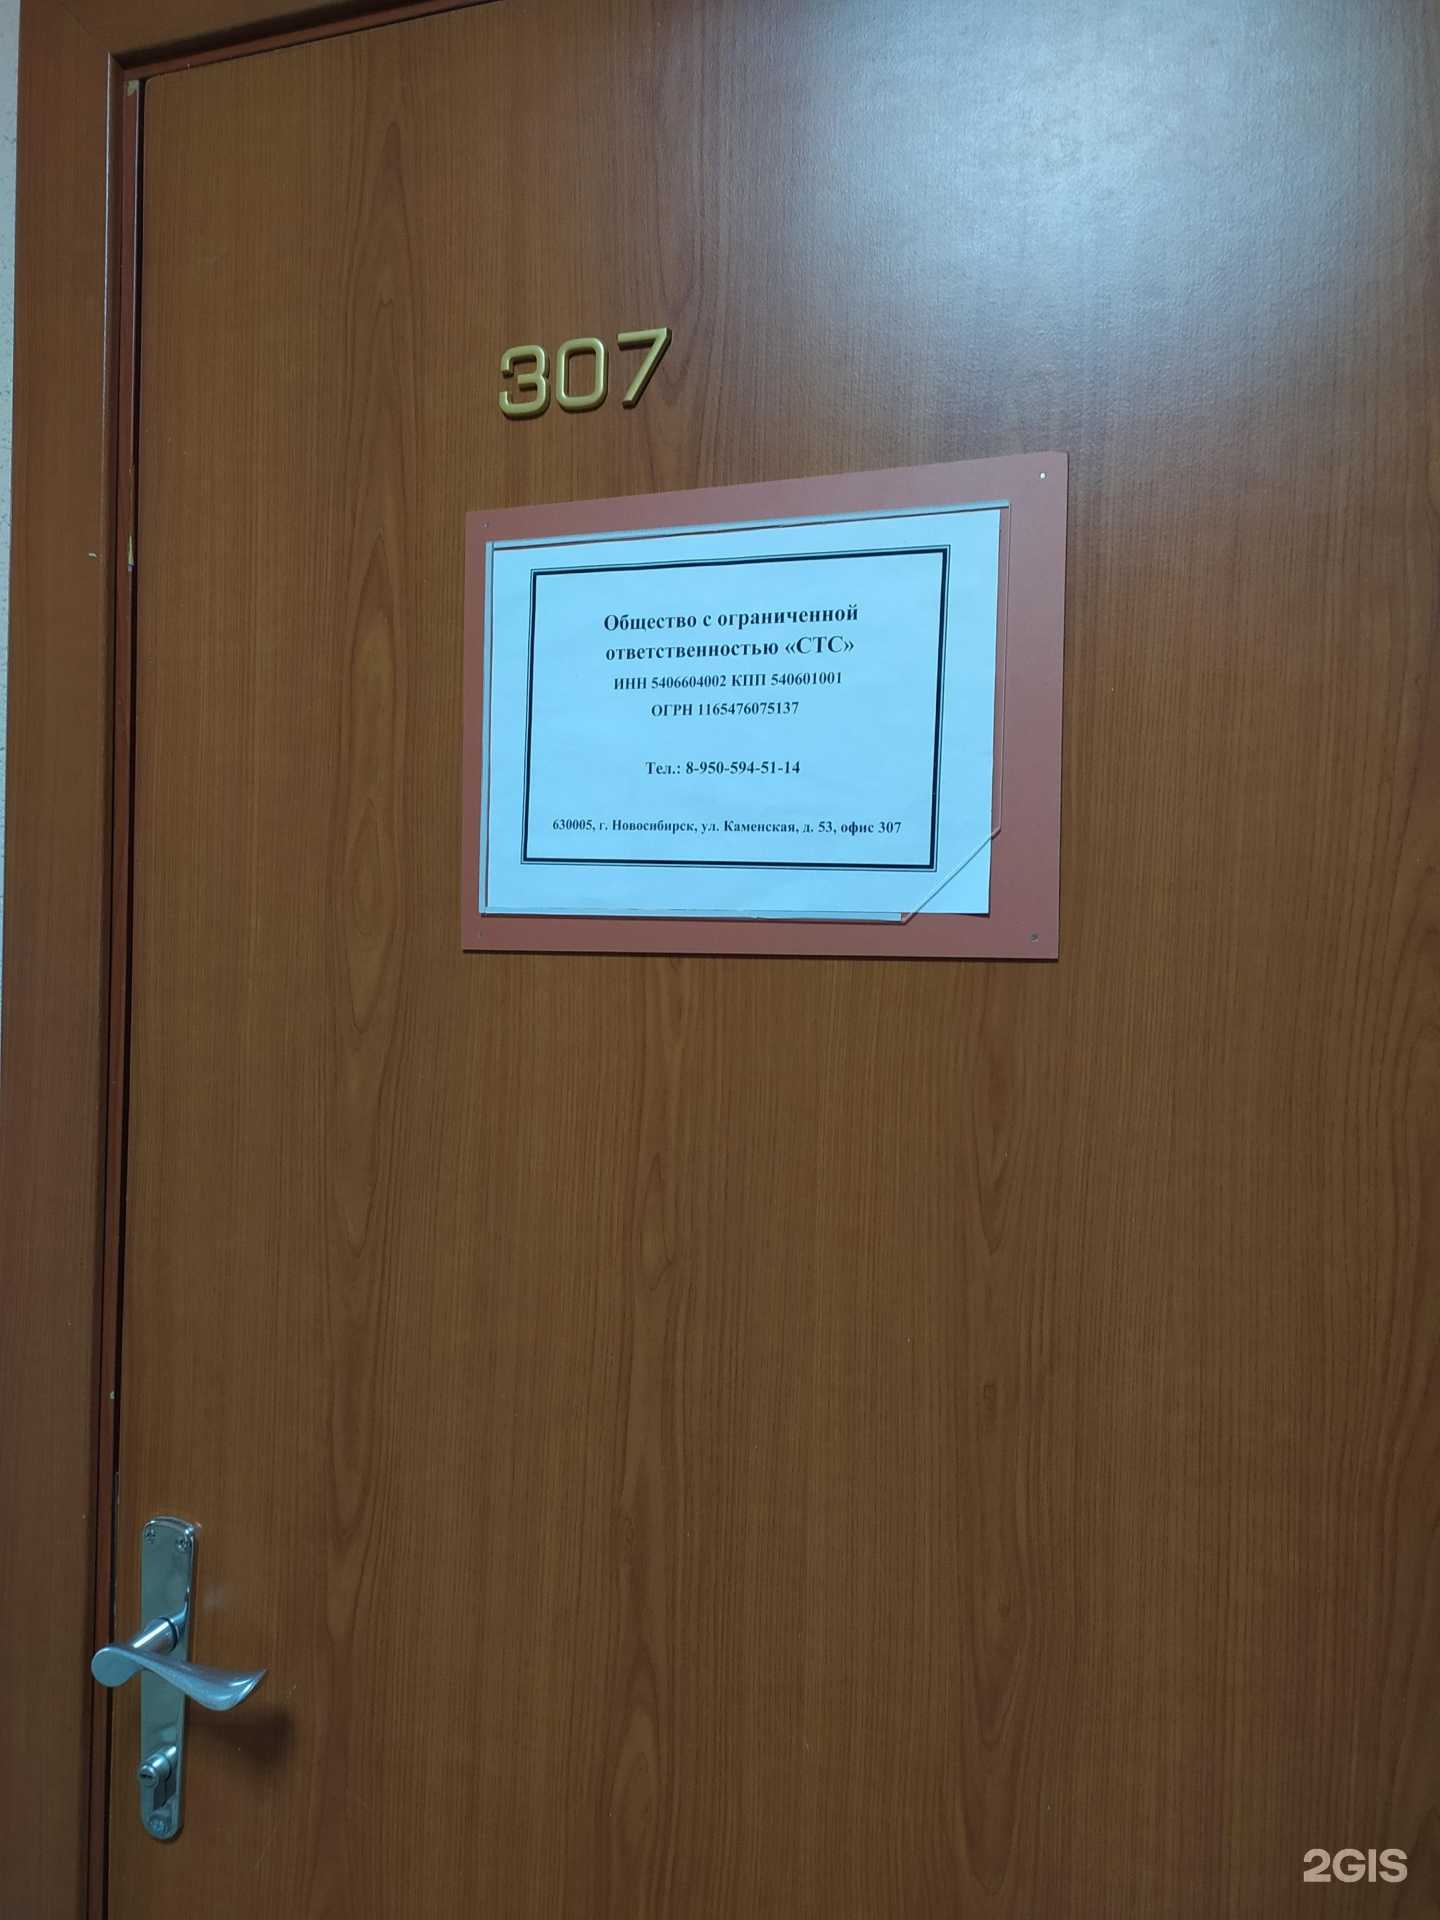 307
Общество с ограниченной
ответственностью «СТС»
ИНН 5406604002 КПП 540601001
ОГРН 1165476075137
Тел.: 8-950-594-51-14
630005, г. Новосибирск, ул. Каменская, д. 53, офис 307
2GIS